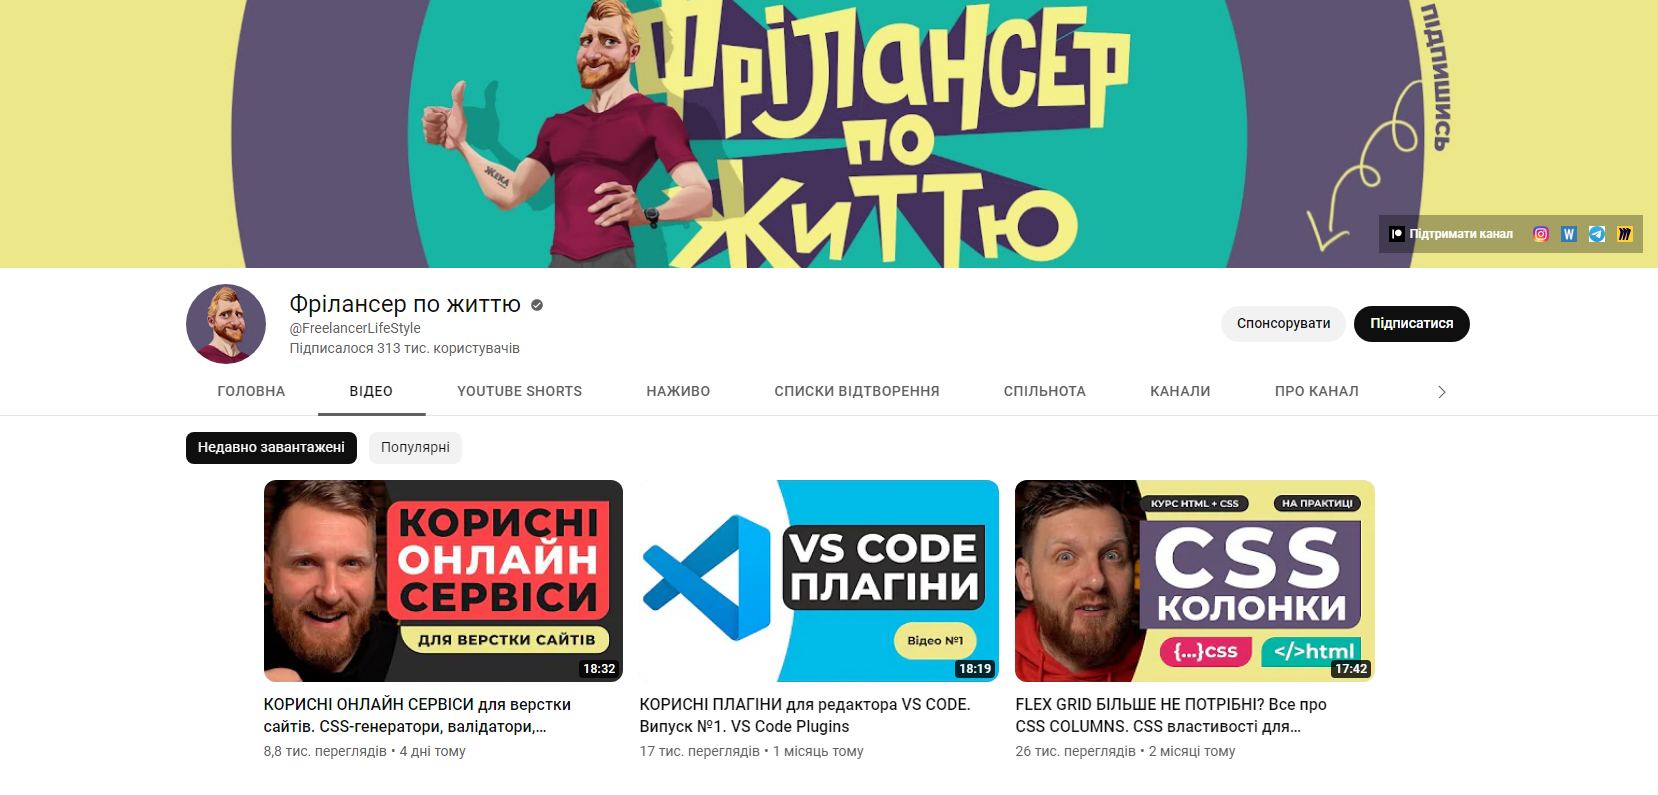 ФРІЛАНСЕР
ПО
ЖИТТЮ
ПІДПИШИСЬ
ЖЕКА
Підтримати канал
W
Фрілансер по життю
@FreelancerLifeStyle
Підписалося 313 тис. користувачів
Спонсорувати
Підписатися
ГОЛОВНА
ВІДЕО
YOUTUBE SHORTS
НАЖИВО
СПИСКИ ВІДТВОРЕННЯ
СПІЛЬНОТА
КАНАЛИ
ПРО КАНАЛ
Недавно завантажені
Популярні
КОРИСНІ
ОНЛАЙН
СЕРВІСИ
ДЛЯ ВЕРСТКИ САЙТІВ
18:32
КОРИСНІ ОНЛАЙН СЕРВІСИ для верстки
сайтів. CSS-генератори, валідатори,...
8,8 тис. переглядів • 4 дні тому
VS CODE
ПЛАГІНИ
Відео №1
18:19
КОРИСНІ ПЛАГІНИ для редактора VS CODE.
Випуск №1. VS Code Plugins
17 тис. переглядів • 1 місяць тому
КУРС HTML + CSS
НА ПРАКТИЦІ
CSS
КОЛОНКИ
{...}css
</>html
17:42
FLEX GRID БІЛЬШЕ НЕ ПОТРІБНІ? Все про
CSS COLUMNS. CSS властивості для...
26 тис. переглядів • 2 місяці тому